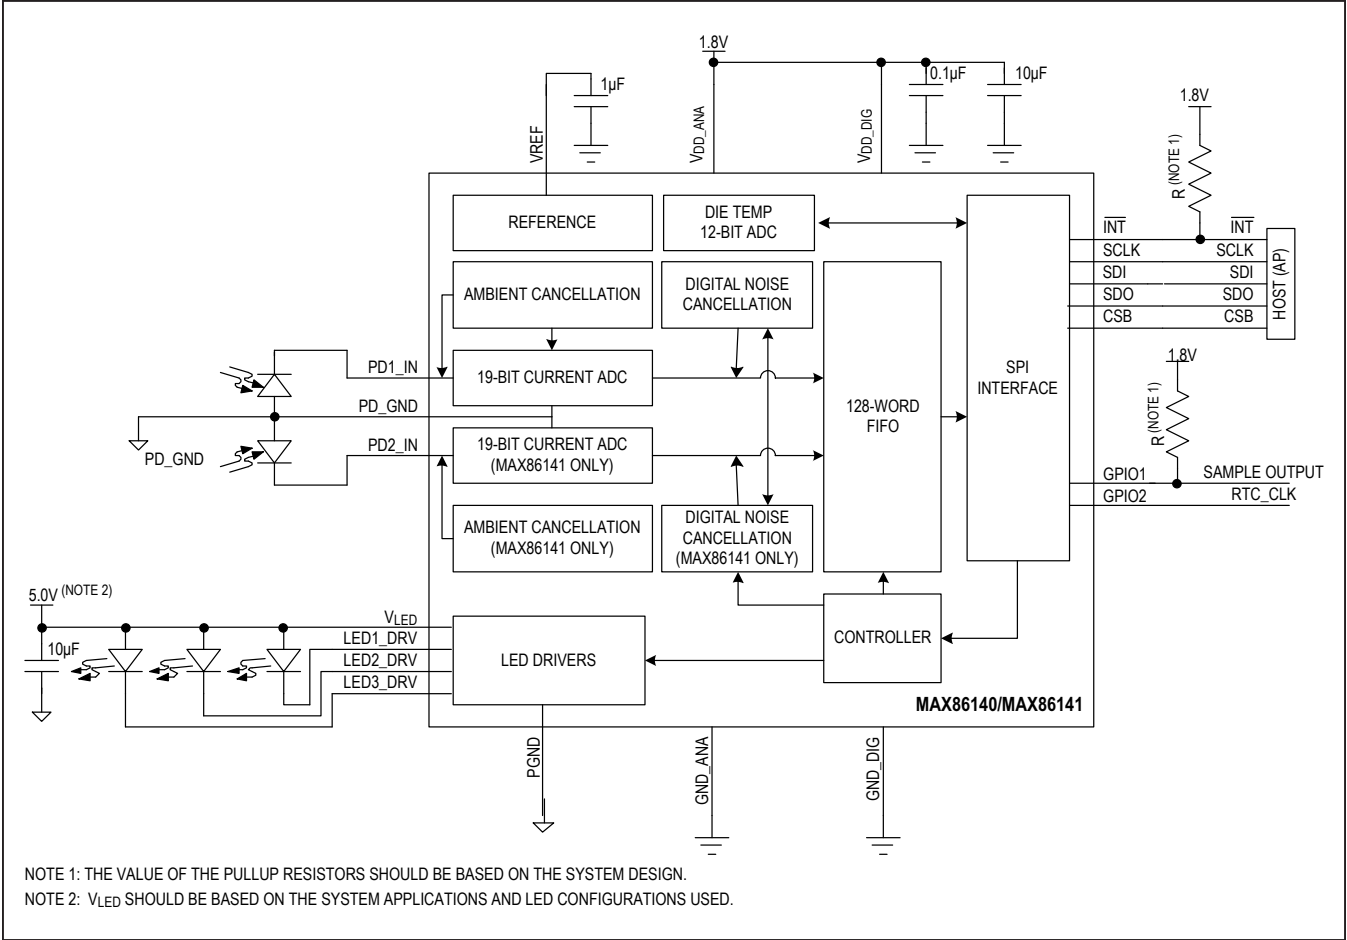 1.8V
1µF
0.1µF
10µF
VREF
VDD_ANA
VDD_DIG
1.8V
R (NOTE 1)
REFERENCE
DIE TEMP
12-BIT ADC
INT
SCLK
SDI
SDO
CSB
INT
SCLK
SDI
SDO
CSB
HOST (AP)
AMBIENT CANCELLATION
DIGITAL NOISE
CANCELLATION
PD1_IN
19-BIT CURRENT ADC
PD_GND
PD_GND
PD2_IN
19-BIT CURRENT ADC
(MAX86141 ONLY)
128-WORD
FIFO
SPI
INTERFACE
1.8V
R (NOTE 1)
GPIO1
SAMPLE OUTPUT
GPIO2
RTC_CLK
AMBIENT CANCELLATION
(MAX86141 ONLY)
DIGITAL NOISE
CANCELLATION
(MAX86141 ONLY)
5.0V (NOTE 2)
10µF
VLED
LED1_DRV
LED2_DRV
LED3_DRV
LED DRIVERS
CONTROLLER
MAX86140/MAX86141
PGND
GND_ANA
GND_DIG
NOTE 1: THE VALUE OF THE PULLUP RESISTORS SHOULD BE BASED ON THE SYSTEM DESIGN.
NOTE 2: VLED SHOULD BE BASED ON THE SYSTEM APPLICATIONS AND LED CONFIGURATIONS USED.